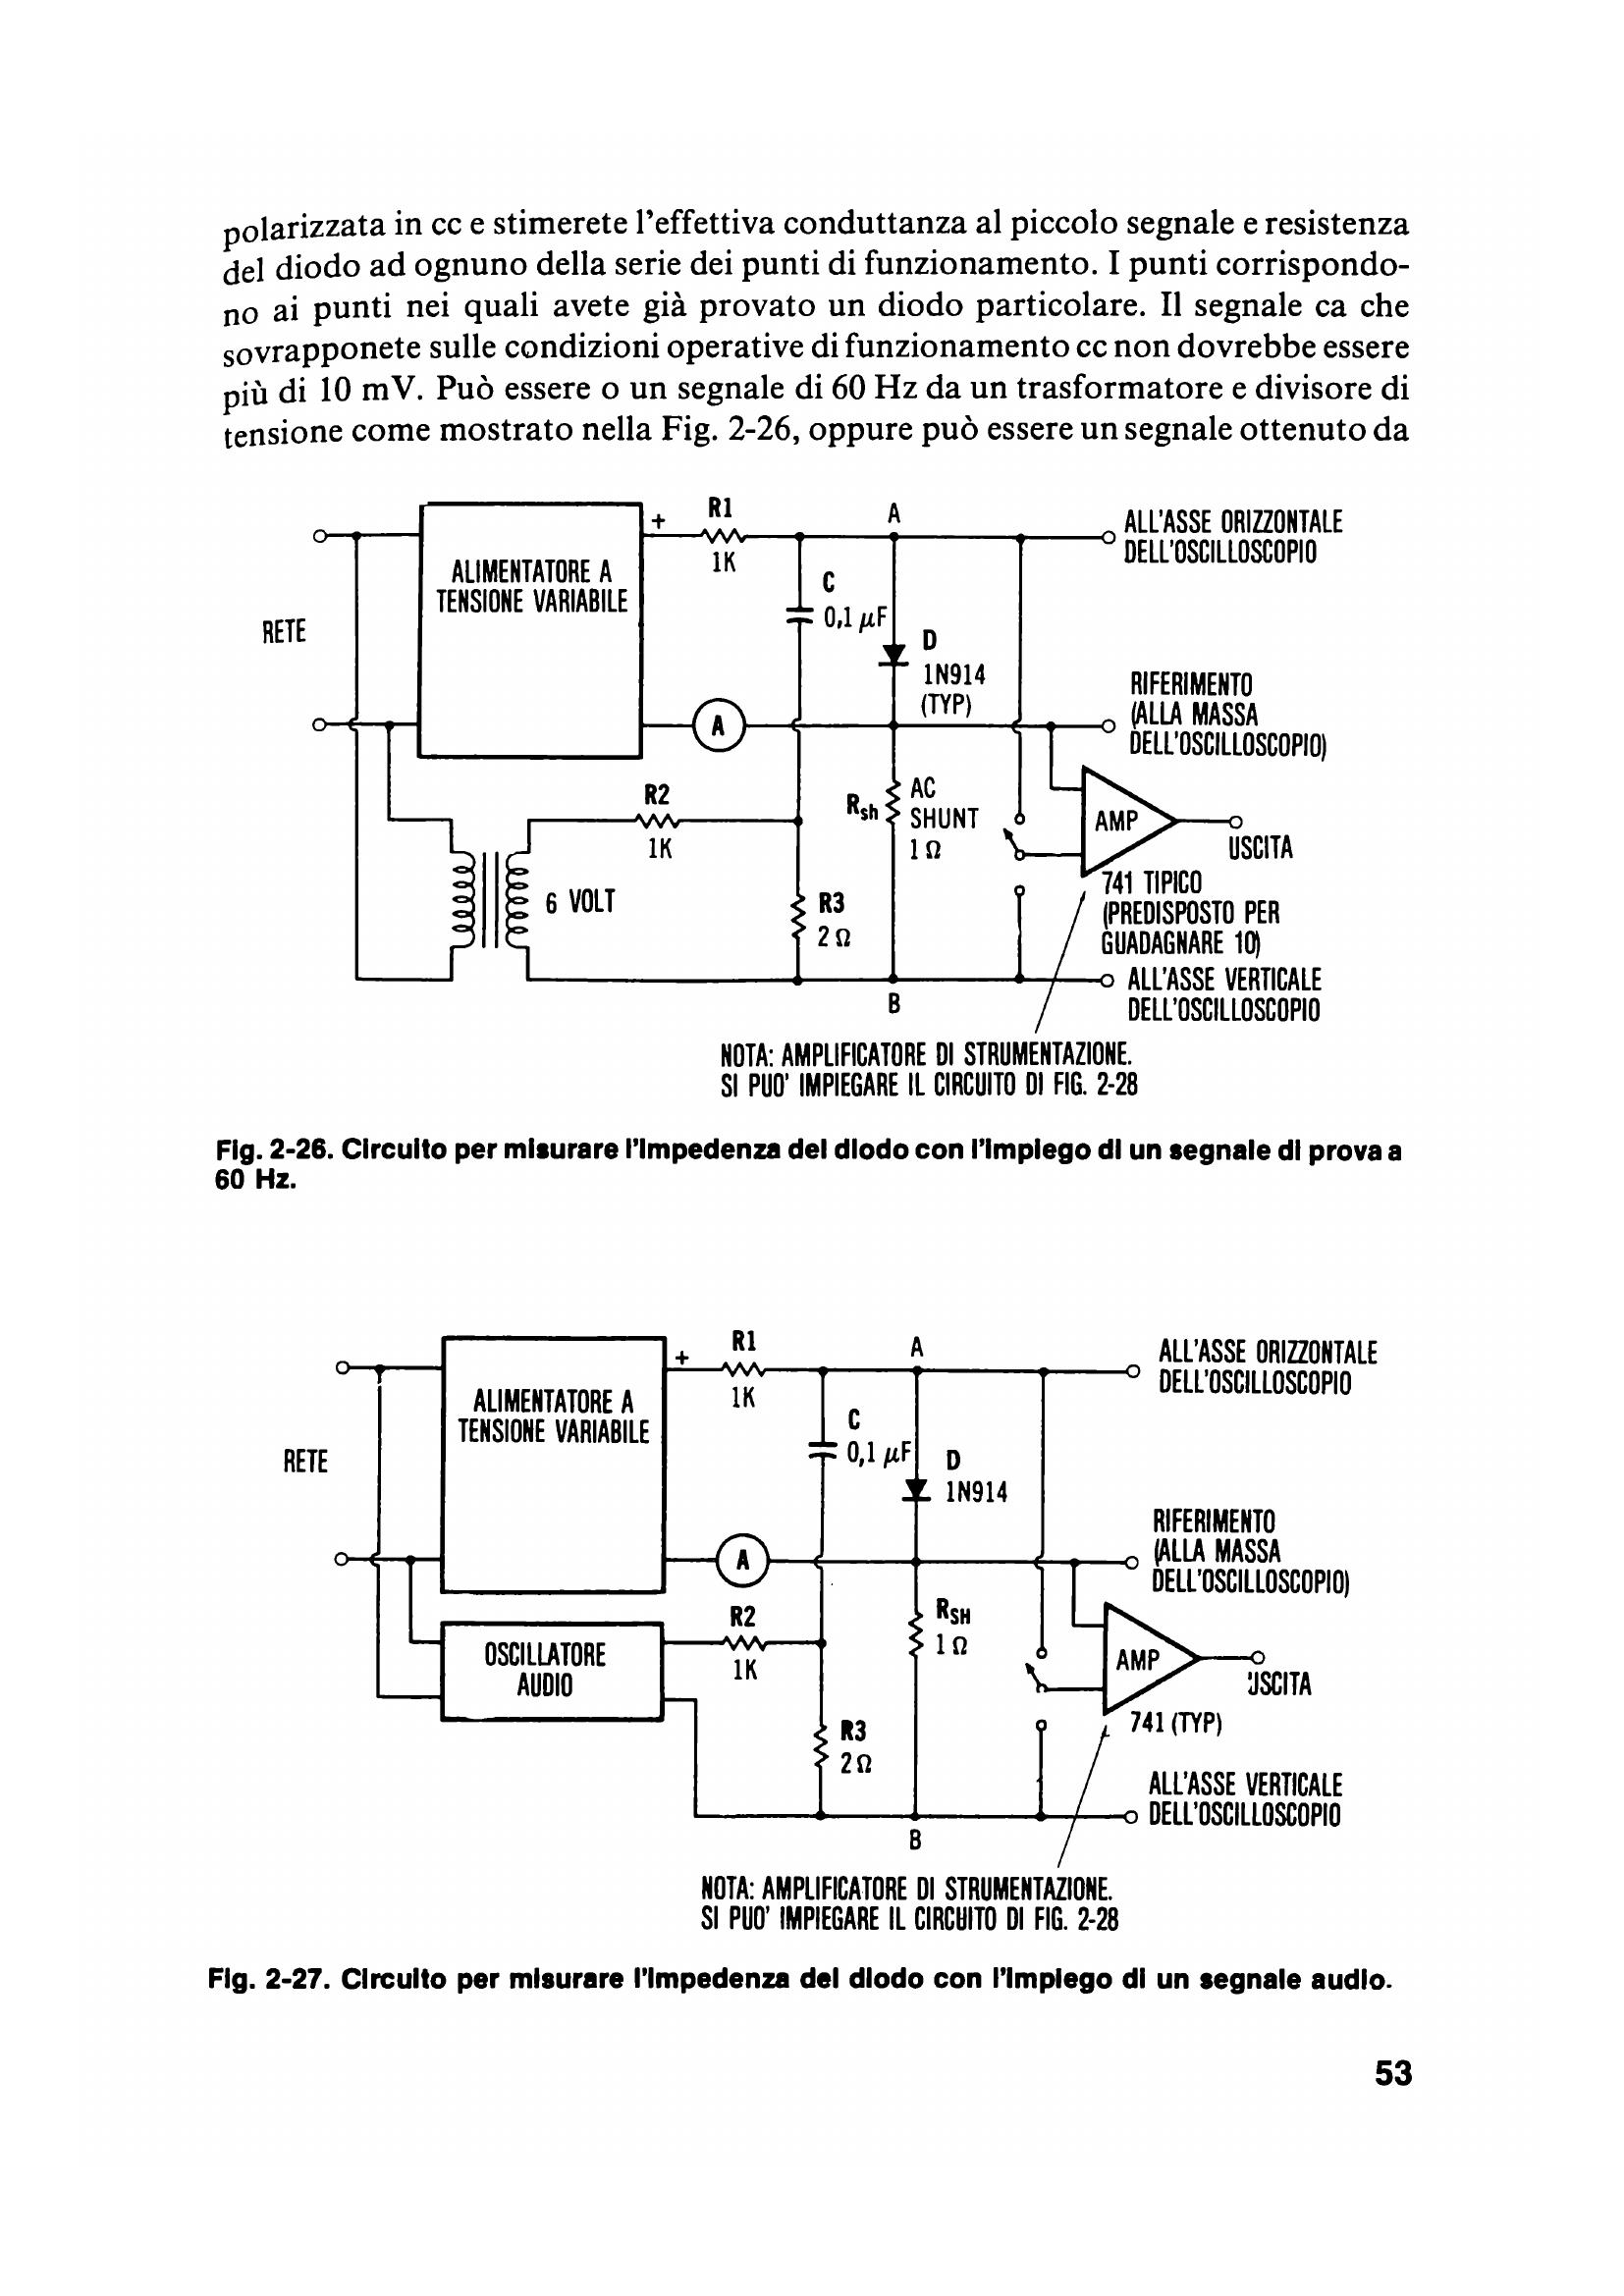 polarizzata in cc e stimerete l'effettiva conduttanza al piccolo segnale e resistenza
del diodo ad ognuno della serie dei punti di funzionamento. I punti corrispondo-
no ai punti nei quali avete già provato un diodo particolare. Il segnale ca che
sovrapponete sulle condizioni operative di funzionamento cc non dovrebbe essere
più di 10 mV. Può essere o un segnale di 60 Hz da un trasformatore e divisore di
tensione come mostrato nella Fig. 2-26, oppure può essere un segnale ottenuto da
RETE
ALIMENTATORE A
TENSIONE VARIABILE
+
R1
1K
A
C
0,1 µF
D
1N914
(TYP)
A
R2
1K
6 VOLT
R3
2 Ω
Rsh
AC
SHUNT
1 Ω
B
ALL'ASSE ORIZZONTALE
DELL'OSCILLOSCOPIO
RIFERIMENTO
(ALLA MASSA
DELL'OSCILLOSCOPIO)
AMP
USCITA
741 TIPICO
(PREDISPOSTO PER
GUADAGNARE 10)
ALL'ASSE VERTICALE
DELL'OSCILLOSCOPIO
NOTA: AMPLIFICATORE DI STRUMENTAZIONE.
SI PUO' IMPIEGARE IL CIRCUITO DI FIG. 2-28
Fig. 2-26. Circuito per misurare l'impedenza del diodo con l'impiego di un segnale di prova a
60 Hz.
RETE
ALIMENTATORE A
TENSIONE VARIABILE
+
R1
1K
A
C
0,1 µF
D
1N914
A
OSCILLATORE
AUDIO
R2
1K
R3
2 Ω
RSH
1 Ω
B
ALL'ASSE ORIZZONTALE
DELL'OSCILLOSCOPIO
RIFERIMENTO
(ALLA MASSA
DELL'OSCILLOSCOPIO)
AMP
USCITA
741 (TYP)
ALL'ASSE VERTICALE
DELL'OSCILLOSCOPIO
NOTA: AMPLIFICATORE DI STRUMENTAZIONE.
SI PUO' IMPIEGARE IL CIRCUITO DI FIG. 2-28
Fig. 2-27. Circuito per misurare l'impedenza del diodo con l'impiego di un segnale audio.
53